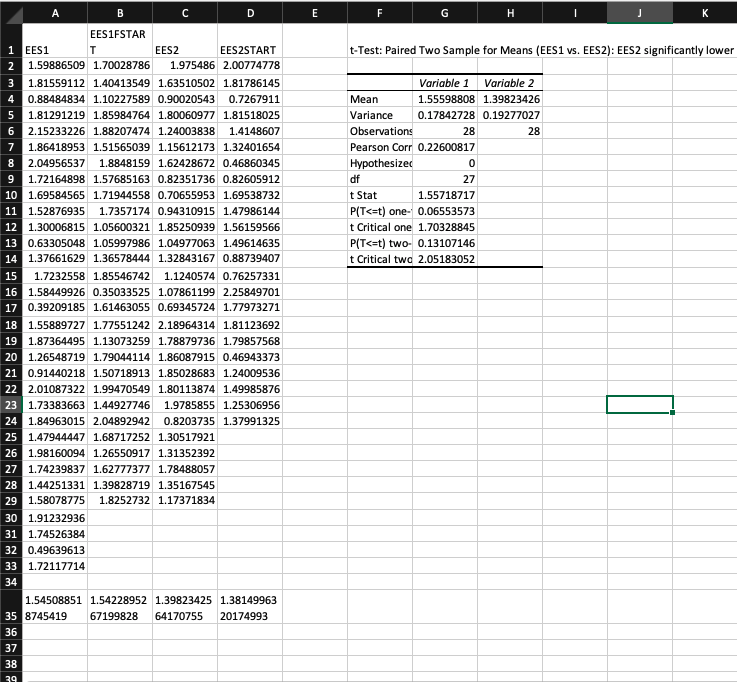 A B C D E F G H I J K
EES1FSTAR
1 EES1 T EES2 EES2START t-Test: Paired Two Sample for Means (EES1 vs. EES2): EES2 significantly lower
2 1.59886509 1.70028786 1.975486 2.00774778
3 1.81559112 1.40413549 1.63510502 1.81786145 Variable 1 Variable 2
4 0.88484834 1.10227589 0.90020543 0.7267911 Mean 1.55598808 1.39823426
5 1.81291219 1.85984764 1.80060977 1.81518025 Variance 0.17842728 0.19277027
6 2.15233226 1.88207474 1.24003838 1.4148607 Observations 28 28
7 1.86418953 1.51565039 1.15612173 1.32401654 Pearson Corr 0.22600817
8 2.04956537 1.8848159 1.62428672 0.46860345 Hypothesized 0
9 1.72164898 1.57685163 0.82351736 0.82605912 df 27
10 1.69584565 1.71944558 0.70655953 1.69538732 t Stat 1.55718717
11 1.52876935 1.7357174 0.94310915 1.47986144 P(T<=t) one- 0.06553573
12 1.30006815 1.05600321 1.85250939 1.56159566 t Critical one 1.70328845
13 0.63305048 1.05997986 1.04977063 1.49614635 P(T<=t) two- 0.13107146
14 1.37661629 1.36578444 1.32843167 0.88739407 t Critical two 2.05183052
15 1.7232558 1.85546742 1.1240574 0.76257331
16 1.58449926 0.35033525 1.07861199 2.25849701
17 0.39209185 1.61463055 0.69345724 1.77973271
18 1.55889727 1.77551242 2.18964314 1.81123692
19 1.87364495 1.13073259 1.78879736 1.79857568
20 1.26548719 1.79044114 1.86087915 0.46943373
21 0.91440218 1.50718913 1.85028683 1.24009536
22 2.01087322 1.99470549 1.80113874 1.49985876
23 1.73383663 1.44927746 1.9785855 1.25306956
24 1.84963015 2.04892942 0.8203735 1.37991325
25 1.47944447 1.68717252 1.30517921
26 1.98160094 1.26550917 1.31352392
27 1.74239837 1.62777377 1.78488057
28 1.44251331 1.39828719 1.35167545
29 1.58078775 1.8252732 1.17371834
30 1.91232936
31 1.74526384
32 0.49639613
33 1.72117714
34
1.54508851 1.54228952 1.39823425 1.38149963
35 8745419 67199828 64170755 20174993
36
37
38
39